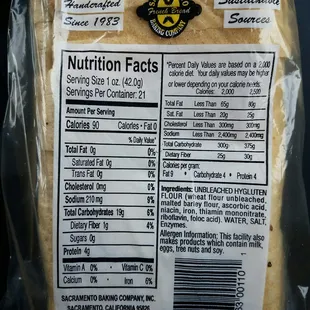 Handcrafted
Since 1983
French Bread
BAKING COMPANY
Sustainable
Sources
Nutrition Facts
Serving Size 1 oz. (42.0g)
Servings Per Container: 21
Amount Per Serving
Calories 90 Calories • Fat 0
% Daily Value*
Total Fat 0g 0%
Saturated Fat 0g 0%
Trans Fat 0g 0%
Cholesterol 0mg 0%
Sodium 210 mg 9%
Total Carbohydrates 19g 6%
Dietary Fiber 1g 4%
Sugars 0g
Protein 4g
Vitamin A 0% • Vitamin C 0%
Calcium 0% Iron 6%
SACRAMENTO BAKING COMPANY, INC.
SACRAMENTO, CALIFORNIA 95826
*Percent Daily Values are based on a 2,000
calorie diet. Your daily values may be higher
or lower depending on your calorie needs:
Calories: 2,000 2,500
Total Fat Less Than 65g 80g
Sat. Fat Less Than 20g 25g
Cholesterol Less Than 300mg 300mg
Sodium Less Than 2,400mg 2,400mg
Total Carbohydrate 300g 375g
Dietary Fiber 25g 30g
Calories per gram:
Fat 9 • Carbohydrate 4 • Protein 4
Ingredients: UNBLEACHED HYGLUTEN
FLOUR (wheat flour unbleached,
malted barley flour, ascorbic acid,
niacin, iron, thiamin mononitrate,
riboflavin, foloc acid), WATER, SALT,
Enzymes.
Allergen Information: This facility also
makes products which contain milk,
eggs, tree nuts and soy.